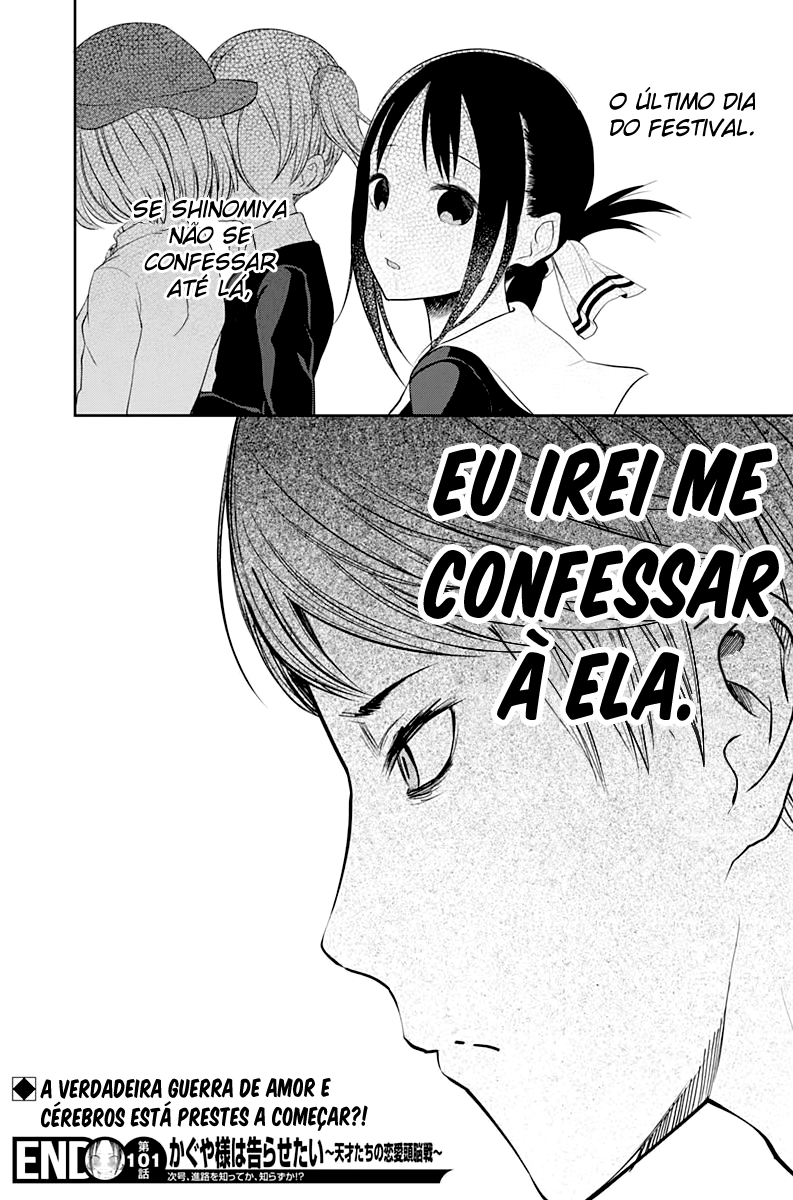 O ÚLTIMO DIA
DO FESTIVAL.
SE SHINOMIYA
NÃO SE
CONFESSAR
ATÉ LÁ,
EU IREI ME
CONFESSAR
À ELA.
A VERDADEIRA GUERRA DE AMOR E
CÉREBROS ESTÁ PRESTES A COMEÇAR?!
END 第101話 かぐや様は告らせたい～天才たちの恋愛頭脳戦～
次号、進路を知ってか、知らずか!?